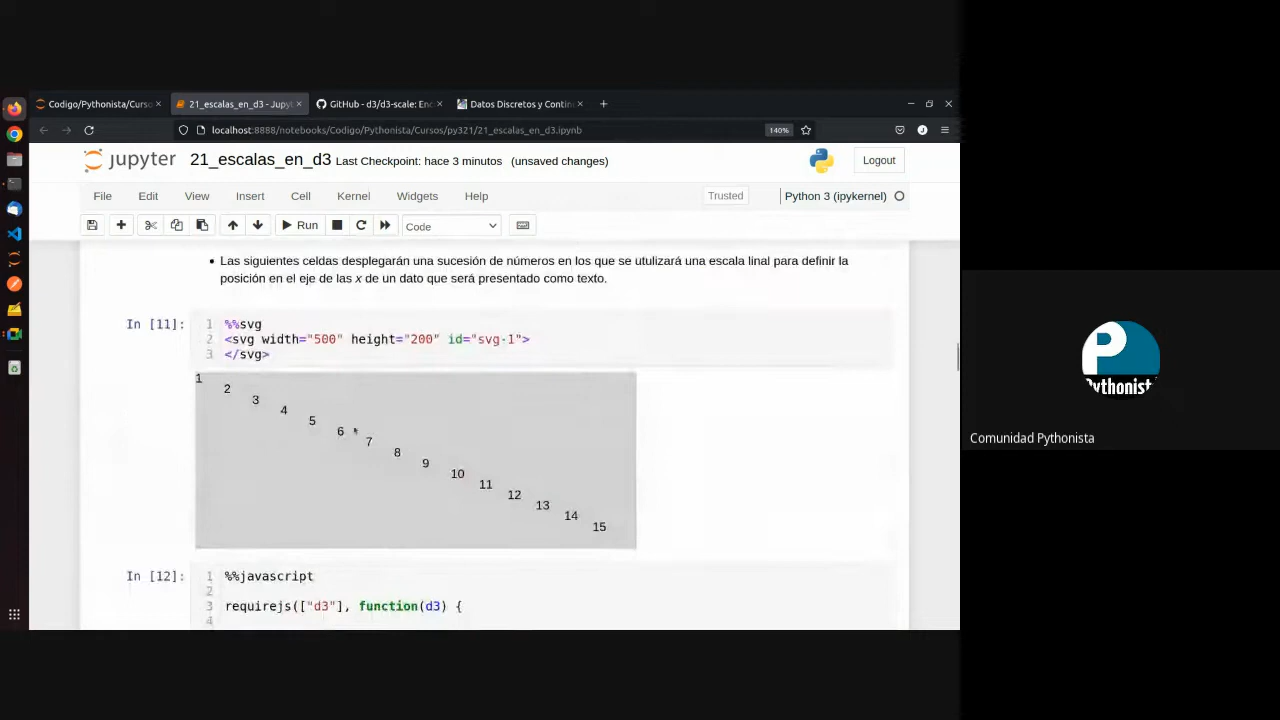 Codigo/Pythonista/Curso
21_escalas_en_d3 - Jupyt
GitHub - d3/d3-scale: Enc
Datos Discretos y Contin
localhost:8888/notebooks/Codigo/Pythonista/Cursos/py321/21_escalas_en_d3.ipynb
140%
jupyter 21_escalas_en_d3 Last Checkpoint: hace 3 minutos (unsaved changes)
Logout
File Edit View Insert Cell Kernel Widgets Help
Trusted
Python 3 (ipykernel)
Run
Code
• Las siguientes celdas desplegarán una sucesión de números en los que se utulizará una escala linal para definir la
posición en el eje de las x de un dato que será presentado como texto.
In [11]:
1 %%svg
2 <svg width="500" height="200" id="svg-1">
3 </svg>
1
2
3
4
5
6
7
8
9
10
11
12
13
14
15
In [12]:
1 %%javascript
2
3 requirejs(["d3"], function(d3) {
4
P
Pythonist
Comunidad Pythonista